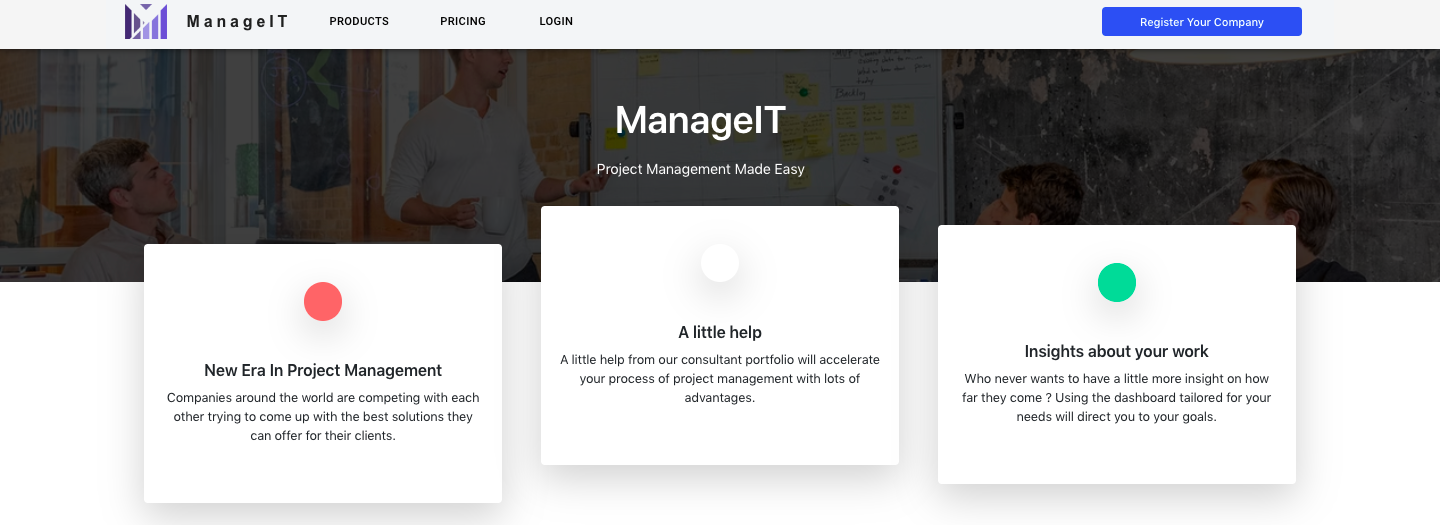 ManageIT
PRODUCTS
PRICING
LOGIN
Register Your Company
PROOF
ManageIT
Project Management Made Easy
New Era In Project Management
Companies around the world are competing with each
other trying to come up with the best solutions they
can offer for their clients.
A little help
A little help from our consultant portfolio will accelerate
your process of project management with lots of
advantages.
Insights about your work
Who never wants to have a little more insight on how
far they come ? Using the dashboard tailored for your
needs will direct you to your goals.